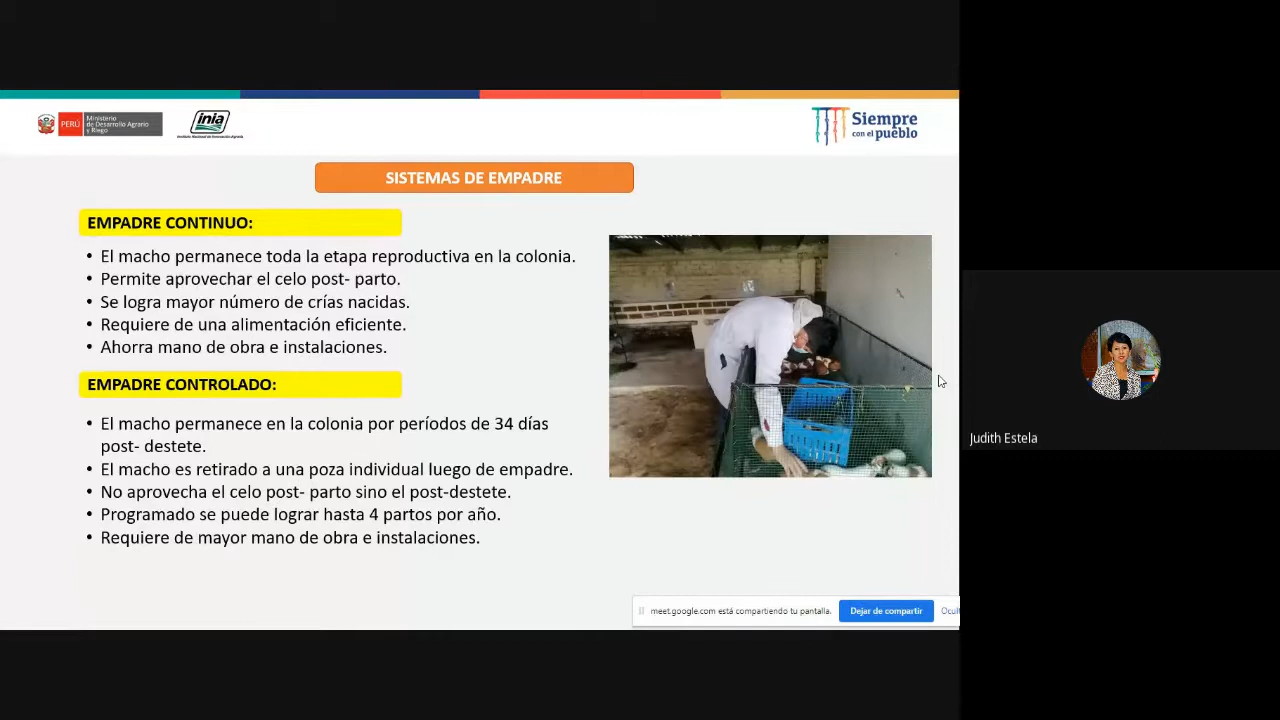 PERÚ
Ministerio
de Desarrollo Agrario
y Riego
inia
Instituto Nacional de Innovación Agraria
Siempre
con el pueblo
SISTEMAS DE EMPADRE
EMPADRE CONTINUO:
• El macho permanece toda la etapa reproductiva en la colonia.
• Permite aprovechar el celo post- parto.
• Se logra mayor número de crías nacidas.
• Requiere de una alimentación eficiente.
• Ahorra mano de obra e instalaciones.
EMPADRE CONTROLADO:
• El macho permanece en la colonia por períodos de 34 días
post- destete.
• El macho es retirado a una poza individual luego de empadre.
• No aprovecha el celo post- parto sino el post-destete.
• Programado se puede lograr hasta 4 partos por año.
• Requiere de mayor mano de obra e instalaciones.
Judith Estela
meet.google.com está compartiendo tu pantalla.
Dejar de compartir
Ocult